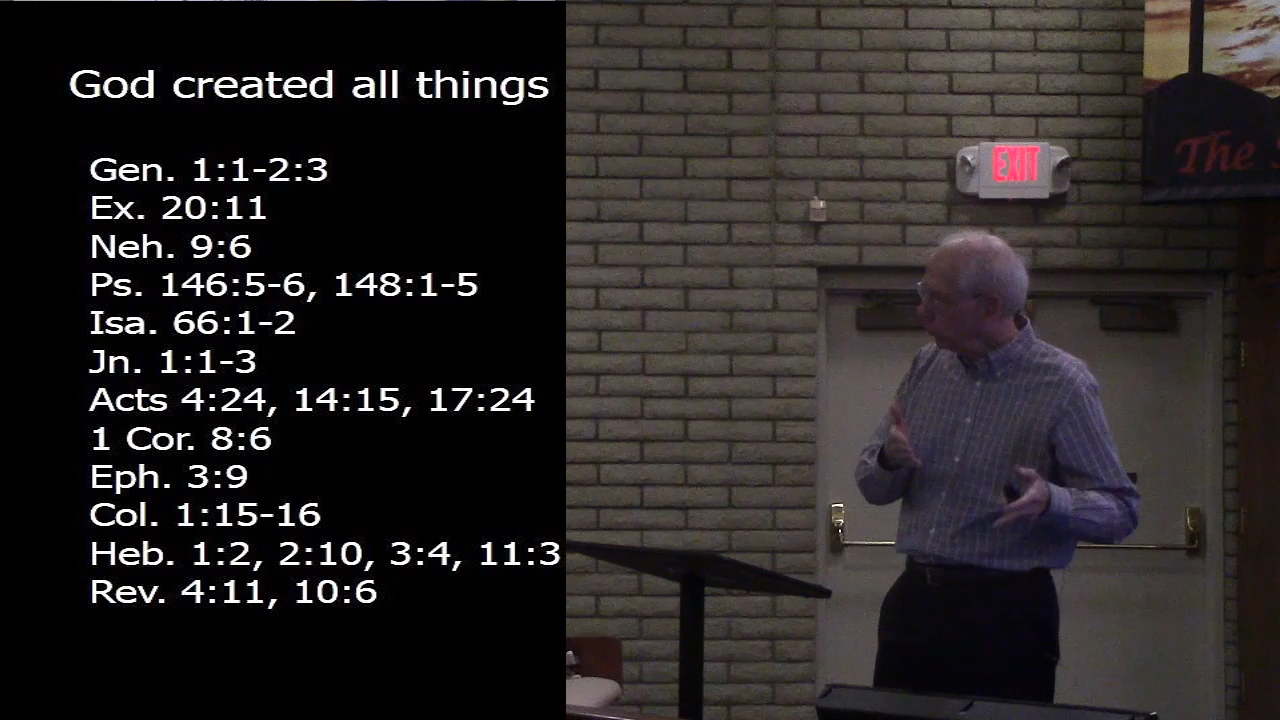 God created all things
Gen. 1:1-2:3
Ex. 20:11
Neh. 9:6
Ps. 146:5-6, 148:1-5
Isa. 66:1-2
Jn. 1:1-3
Acts 4:24, 14:15, 17:24
1 Cor. 8:6
Eph. 3:9
Col. 1:15-16
Heb. 1:2, 2:10, 3:4, 11:3
Rev. 4:11, 10:6
EXIT
The